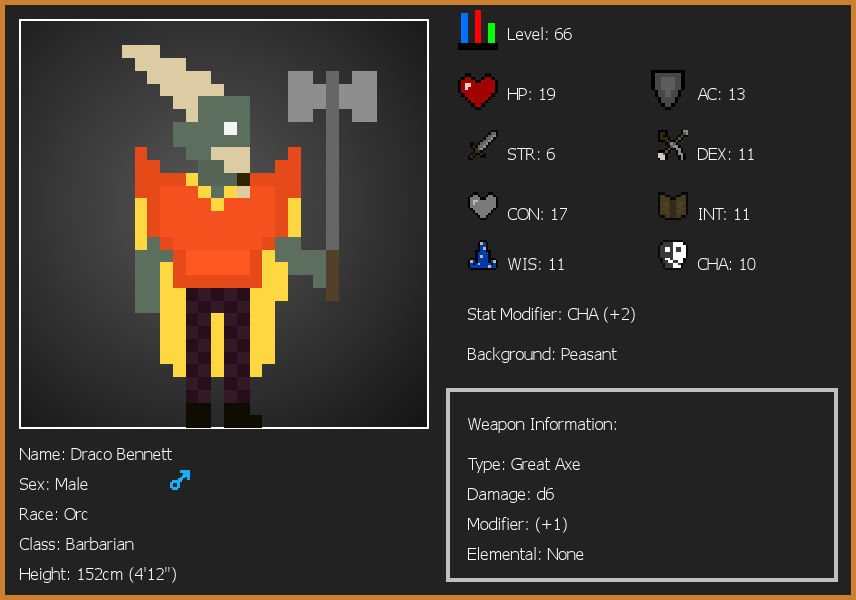 Level: 66
HP: 19
AC: 13
STR: 6
DEX: 11
CON: 17
INT: 11
WIS: 11
CHA: 10
Stat Modifier: CHA (+2)
Background: Peasant
Weapon Information:
Type: Great Axe
Damage: d6
Modifier: (+1)
Elemental: None
Name: Draco Bennett
Sex: Male
Race: Orc
Class: Barbarian
Height: 152cm (4'12")